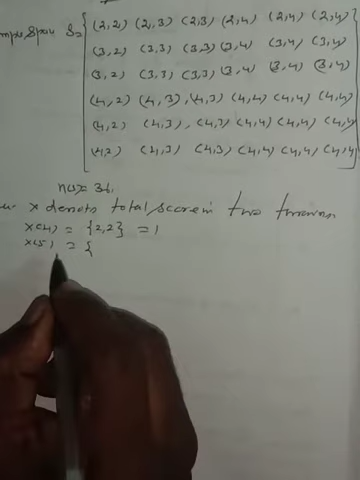 S= { (2,2) (2,3) (2,3) (2,4) (2,4) (2,4)
(3,2) (3,3) (3,3) (3,4) (3,4) (3,4)
(3,2) (3,3) (3,3) (3,4) (3,4) (3,4)
(4,2) (4,3), (4,3) (4,4) (4,4) (4,4)
(4,2) (4,3), (4,3) (4,4) (4,4) (4,4)
(4,2) (4,3) (4,3) (4,4) (4,4) (4,4)
= 36.
x denots total score in two
x(4) = {2,2} = 1
x(5) = {